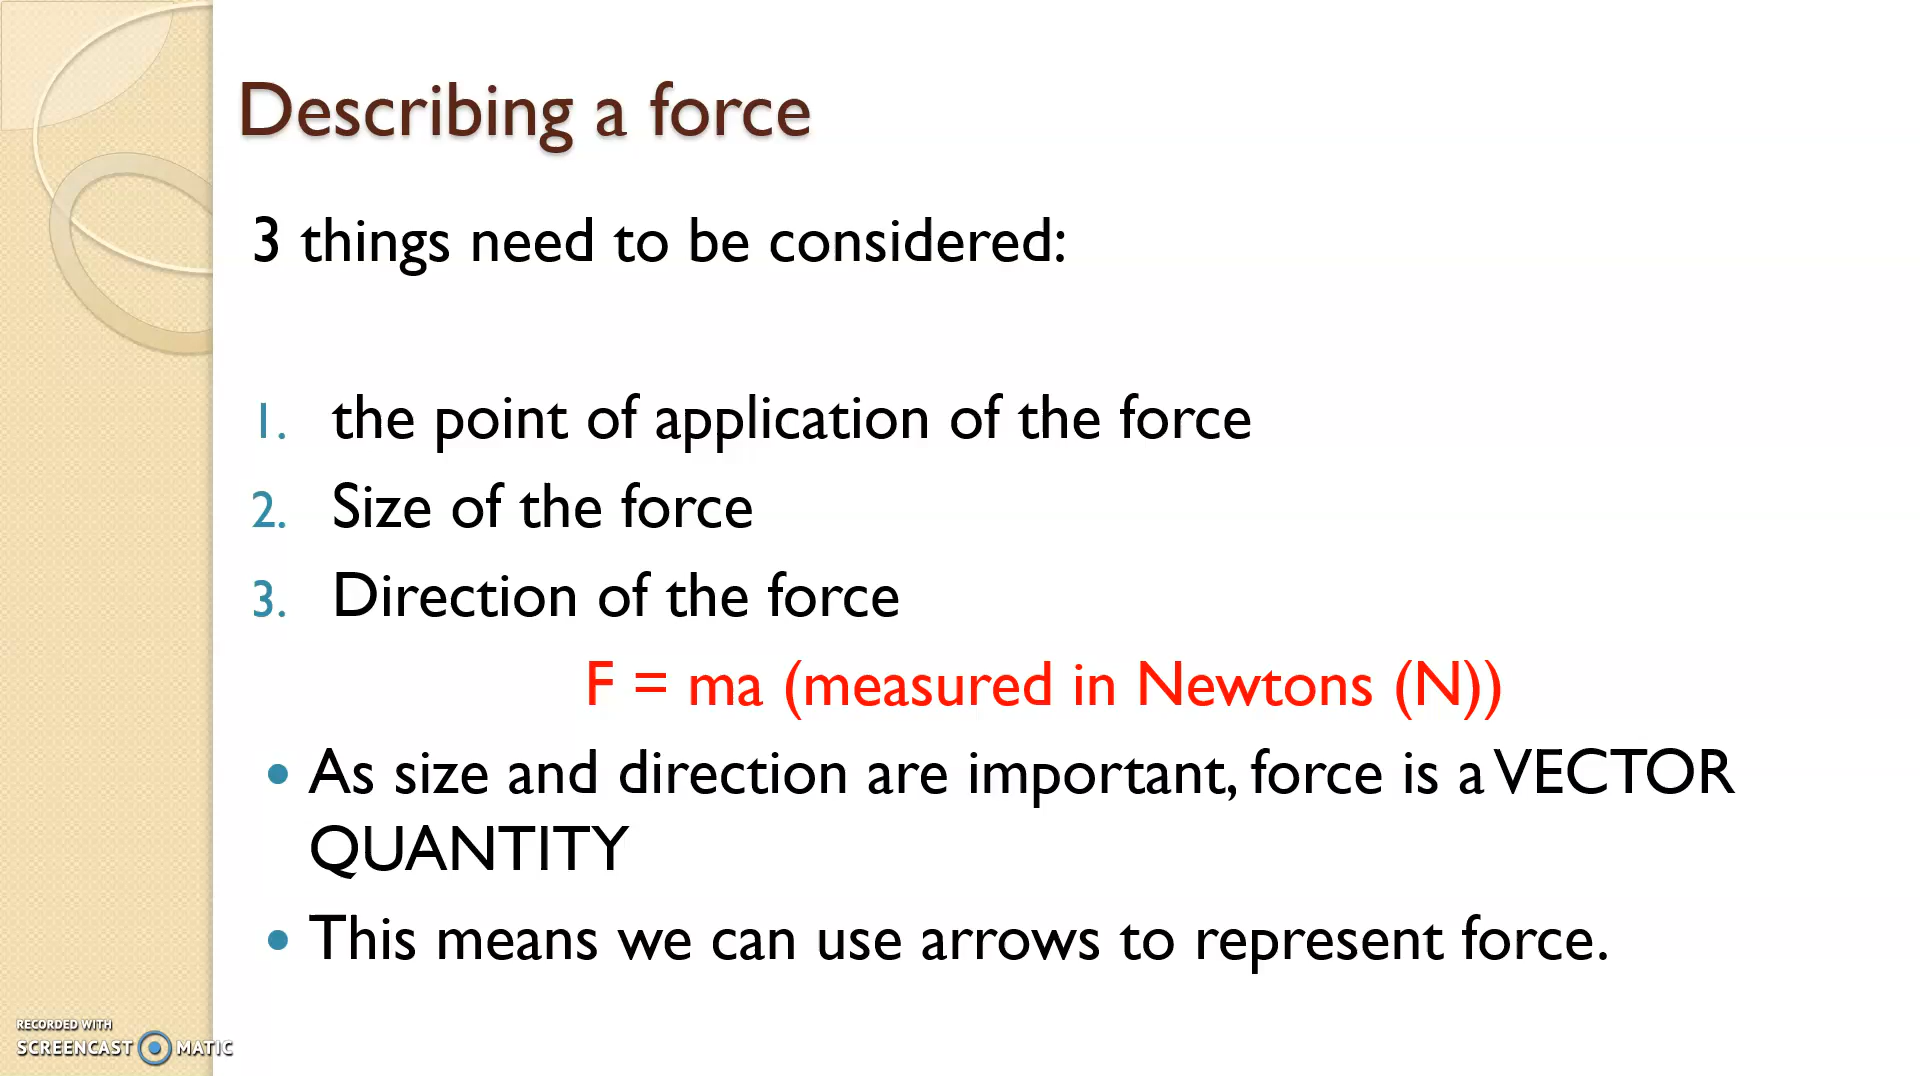 Describing a force
3 things need to be considered:
1. the point of application of the force
2. Size of the force
3. Direction of the force
F = ma (measured in Newtons (N))
• As size and direction are important, force is a VECTOR
QUANTITY
• This means we can use arrows to represent force.
RECORDED WITH
SCREENCAST MATIC